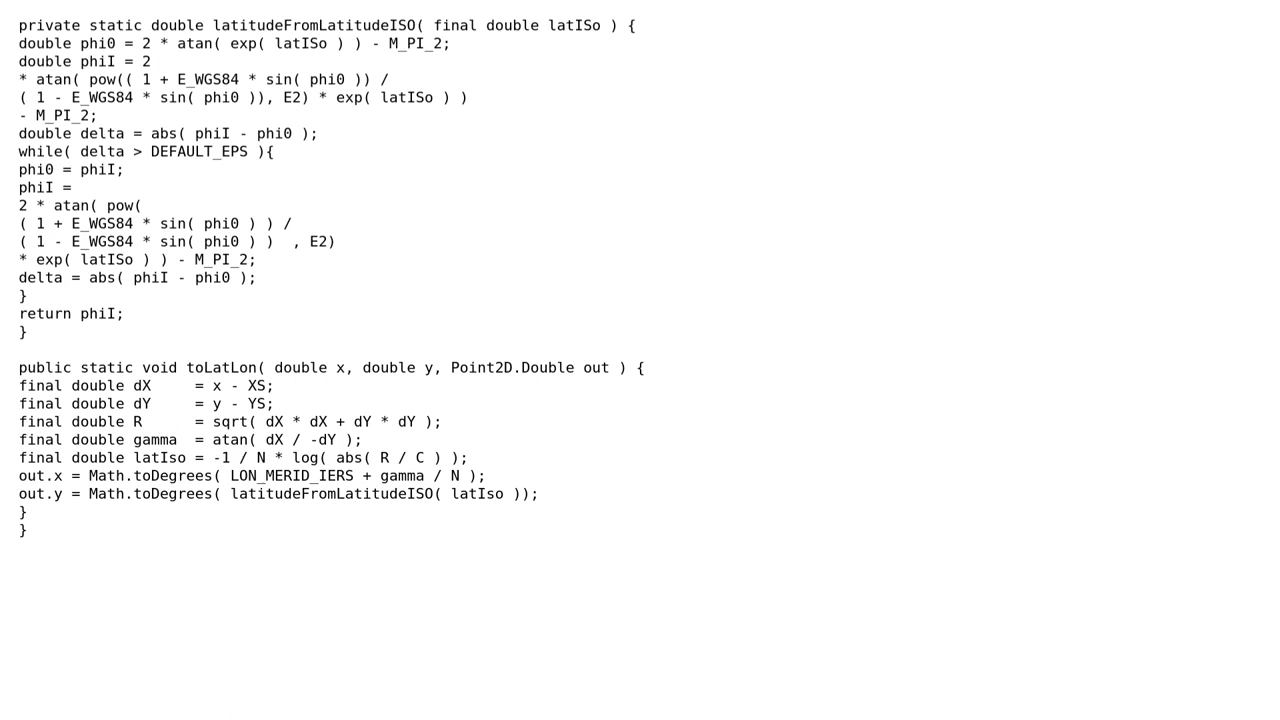 private static double latitudeFromLatitudeISO( final double latISo ) {
double phi0 = 2 * atan( exp( latISo ) ) - M_PI_2;
double phiI = 2
* atan( pow(( 1 + E_WGS84 * sin( phi0 )) /
( 1 - E_WGS84 * sin( phi0 )), E2) * exp( latISo ) )
- M_PI_2;
double delta = abs( phiI - phi0 );
while( delta > DEFAULT_EPS ){
phi0 = phiI;
phiI =
2 * atan( pow(
( 1 + E_WGS84 * sin( phi0 ) ) /
( 1 - E_WGS84 * sin( phi0 ) )  , E2)
* exp( latISo ) ) - M_PI_2;
delta = abs( phiI - phi0 );
}
return phiI;
}

public static void toLatLon( double x, double y, Point2D.Double out ) {
final double dX     = x - XS;
final double dY     = y - YS;
final double R      = sqrt( dX * dX + dY * dY );
final double gamma  = atan( dX / -dY );
final double latIso = -1 / N * log( abs( R / C ) );
out.x = Math.toDegrees( LON_MERID_IERS + gamma / N );
out.y = Math.toDegrees( latitudeFromLatitudeISO( latIso ));
}
}